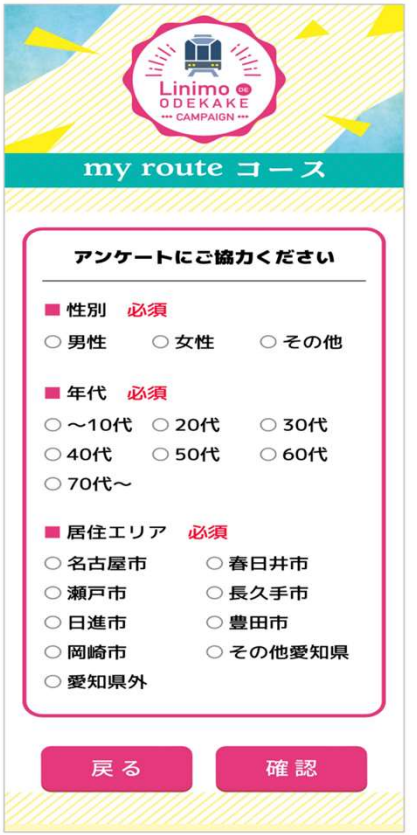 Linimo DE
ODEKAKE
••• CAMPAIGN •••
my route コース
アンケートにご協力ください
■ 性別 必須
○ 男性 ○ 女性 ○ その他
■ 年代 必須
○ ～10代 ○ 20代 ○ 30代
○ 40代 ○ 50代 ○ 60代
○ 70代～
■ 居住エリア 必須
○ 名古屋市 ○ 春日井市
○ 瀬戸市 ○ 長久手市
○ 日進市 ○ 豊田市
○ 岡崎市 ○ その他愛知県
○ 愛知県外
戻る 確認